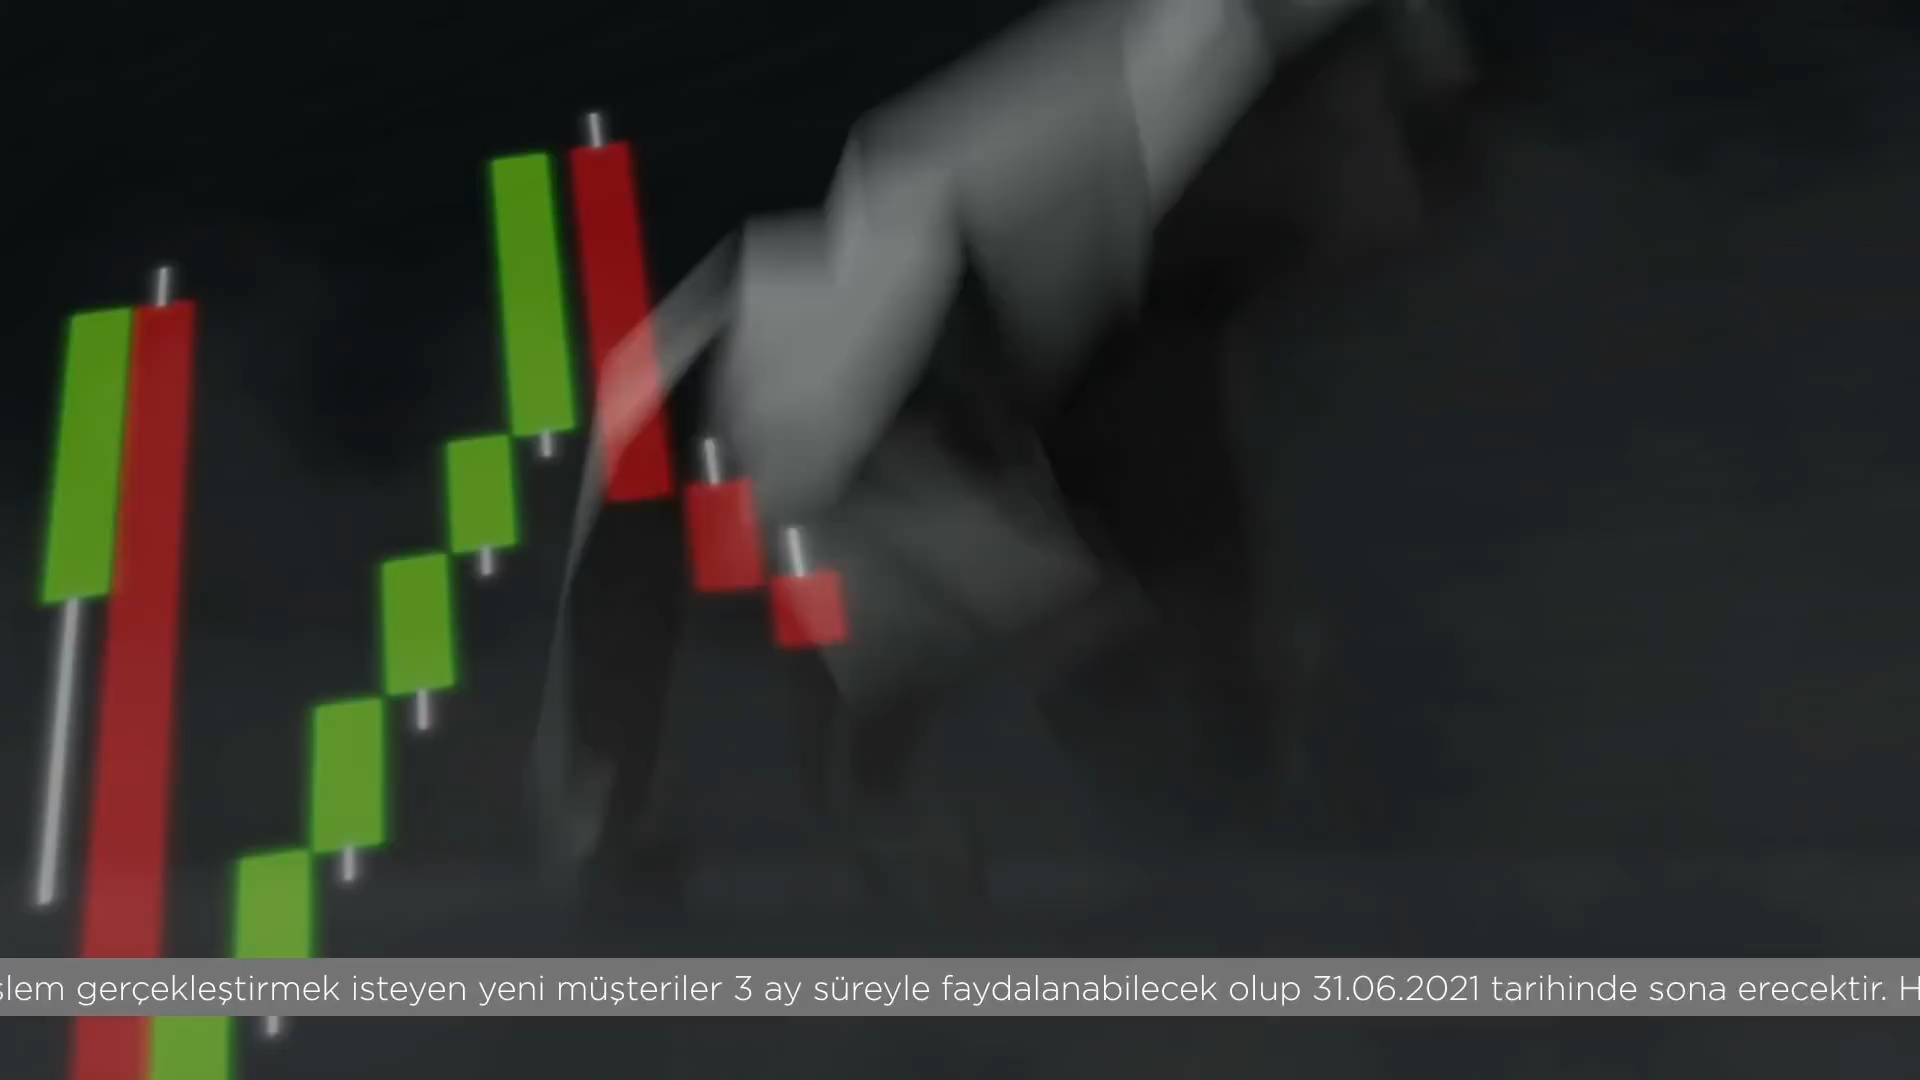 şlem gerçekleştirmek isteyen yeni müşteriler 3 ay süreyle faydalanabilecek olup 31.06.2021 tarihinde sona erecektir. H